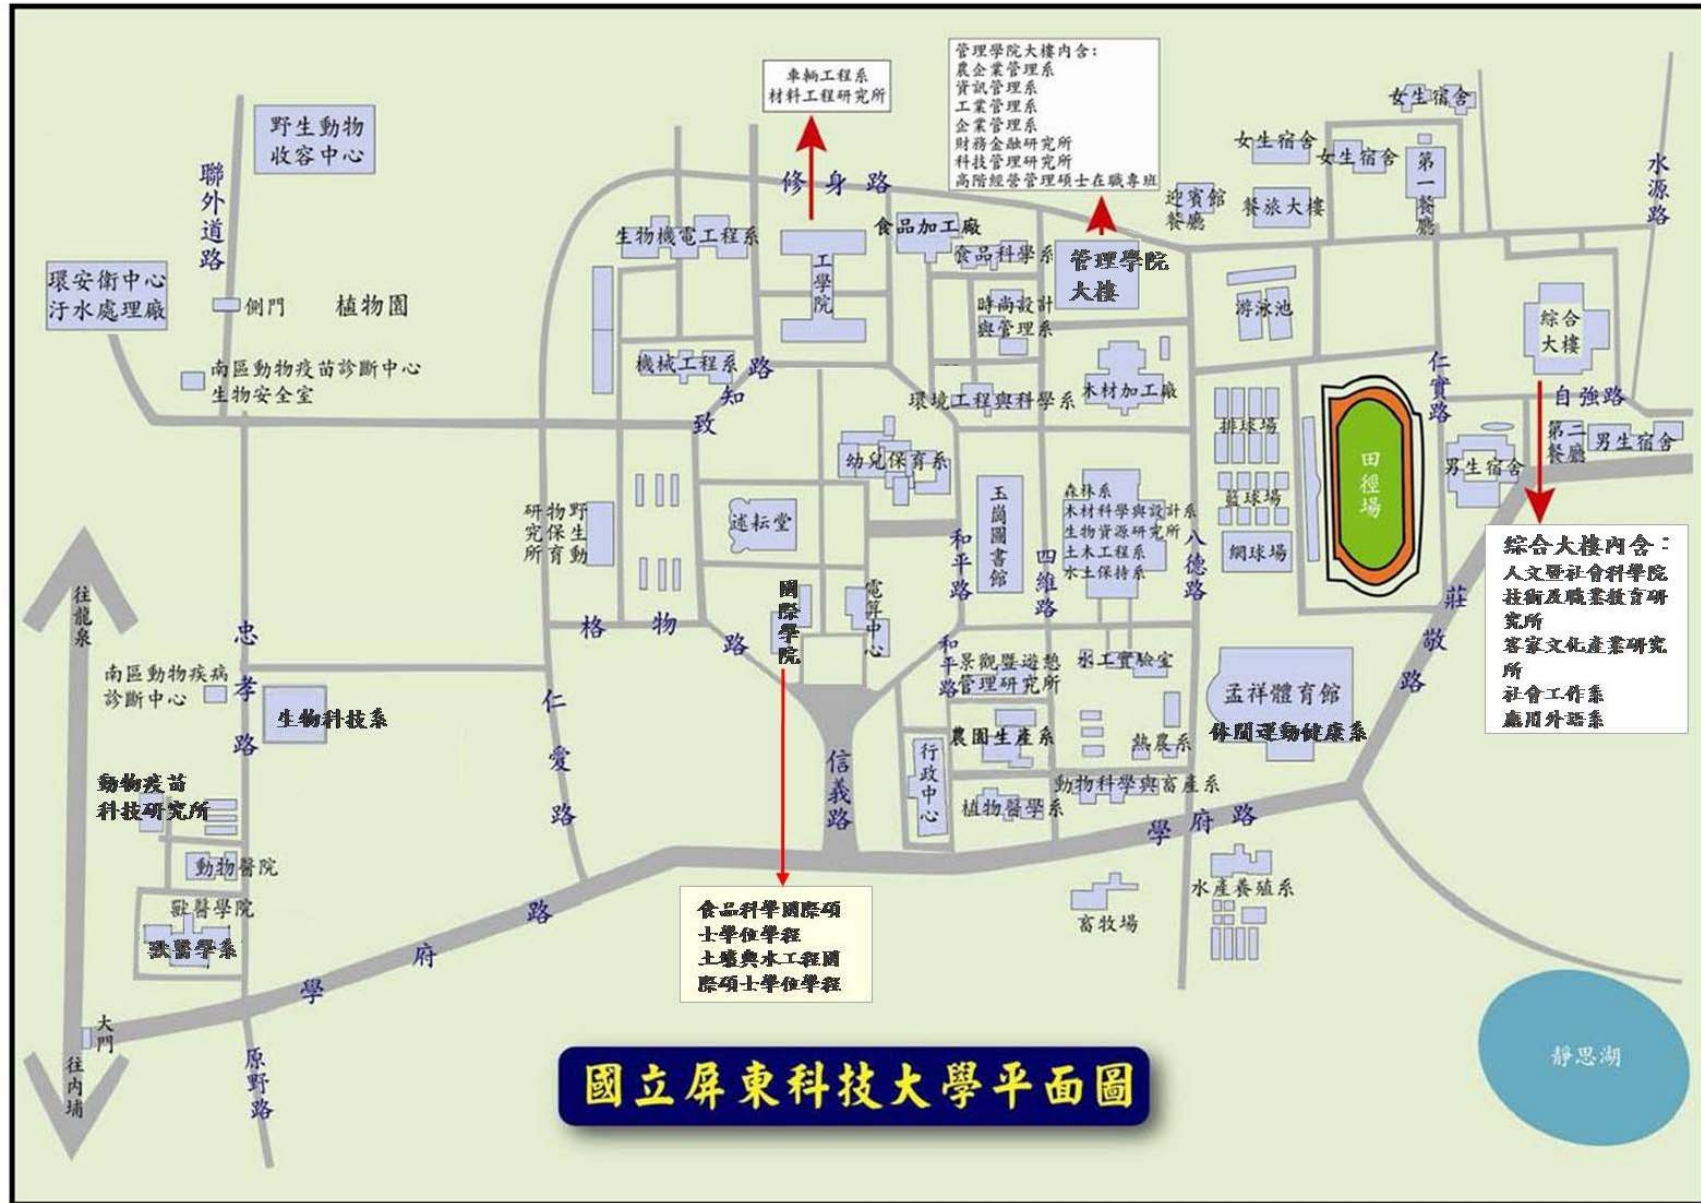 車輛工程系
材料工程研究所
管理學院大樓內含：
農企業管理系
資訊管理系
工業管理系
企業管理系
財務金融研究所
科技管理研究所
高階經營管理碩士在職專班
女生宿舍
女生宿舍
女生宿舍
第一餐廳
水源路
野生動物
收容中心
聯外道路
修身路
迎賓館
餐廳
餐旅大樓
生物機電工程系
工學院
食品加工廠
食品科學系
管理學院
大樓
環安衛中心
汙水處理廠
側門
植物園
時尚設計
與管理系
游泳池
綜合
大樓
南區動物疫苗診斷中心
生物安全室
機械工程系
致知路
環境工程與科學系
木材加工廠
仁實路
自強路
排球場
第二餐廳
男生宿舍
男生宿舍
幼兒保育系
田徑場
籃球場
網球場
野生動物保育研究所
述耘堂
玉崗圖書館
和平路
四維路
八德路
森林系
木材科學與設計系
生物資源研究所
土木工程系
水土保持系
綜合大樓內含：
人文暨社會科學院
技術及職業教育研
究所
客家文化產業研究
所
社會工作系
應用外語系
往龍泉
忠孝路
格物路
國際學院
電算中心
和平路
景觀暨遊憩
管理研究所
水工實驗室
莊敬路
孟祥體育館
休閒運動健康系
南區動物疾病
診斷中心
生物科技系
仁愛路
信義路
行政中心
農園生產系
熱農系
動物疫苗
科技研究所
植物醫學系
動物科學與畜產系
學府路
動物醫院
獸醫學院
獸醫學系
水產養殖系
畜牧場
食品科學國際碩
士學位學程
土壤與水工程國
際碩士學位學程
學府路
大門
往內埔
原野路
靜思湖
國立屏東科技大學平面圖